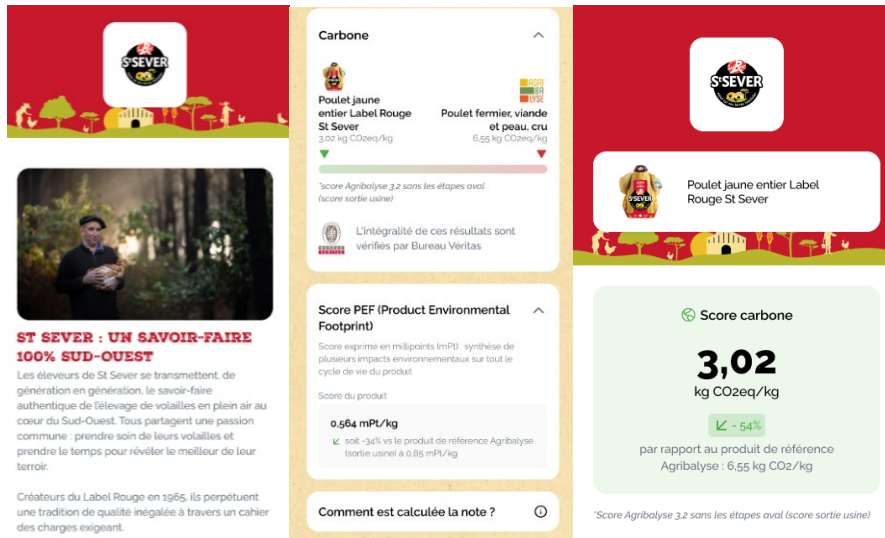 St SEVER
ST SEVER : UN SAVOIR-FAIRE
100% SUD-OUEST
Les éleveurs de St Sever se transmettent, de
génération en génération, le savoir-faire
authentique de l'élevage de volailles en plein air au
cœur du Sud-Ouest. Tous partagent une passion
commune : prendre soin de leurs volailles et
prendre le temps pour révéler le meilleur de leur
terroir.
Créateurs du Label Rouge en 1965, ils perpétuent
une tradition de qualité inégalée à travers un cahier
des charges exigeant.
Carbone
Poulet jaune
entier Label Rouge
St Sever
3,02 kg CO2eq/kg
AGRI
BA
LYSE
Poulet fermier, viande
et peau, cru
6,55 kg CO2eq/kg
*score Agribalyse 3.2 sans les étapes aval
(score sortie usine)
BUREAU
VERITAS
L'intégralité de ces résultats sont
vérifiés par Bureau Véritas
Score PEF (Product Environmental
Footprint)
Score exprimé en millipoints (mPt) : synthèse de
plusieurs impacts environnementaux sur tout le
cycle de vie du produit
Score du produit
0,564 mPt/kg
soit -34% vs le produit de référence Agribalyse
(sortie usine) à 0,85 mPt/kg
Comment est calculée la note ?
St SEVER
St SEVER
Poulet jaune entier Label
Rouge St Sever
Score carbone
3,02
kg CO2eq/kg
- 54%
par rapport au produit de référence
Agribalyse : 6,55 kg CO2/kg
*Score Agribalyse 3.2 sans les étapes aval (score sortie usine)